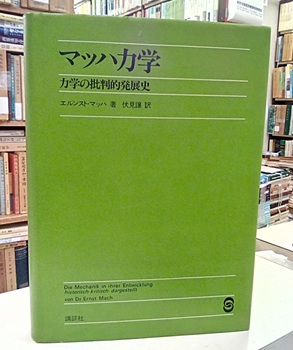 マッハ力学
力学の批判的発展史
エルンスト・マッハ 著 伏見譲 訳
Die Mechanik in ihrer Entwicklung
historisch-kritisch dargestellt
von Dr. Ernst Mach
講談社